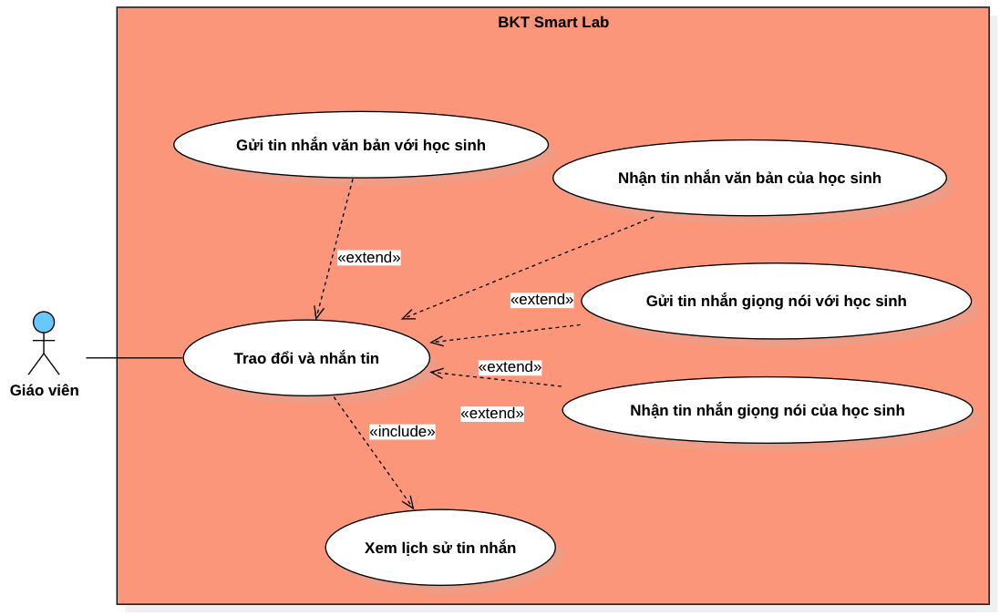 BKT Smart Lab
Gửi tin nhắn văn bản với học sinh
Nhận tin nhắn văn bản của học sinh
«extend»
«extend»
Gửi tin nhắn giọng nói với học sinh
Trao đổi và nhắn tin
«extend»
Giáo viên
«extend»
Nhận tin nhắn giọng nói của học sinh
«include»
Xem lịch sử tin nhắn